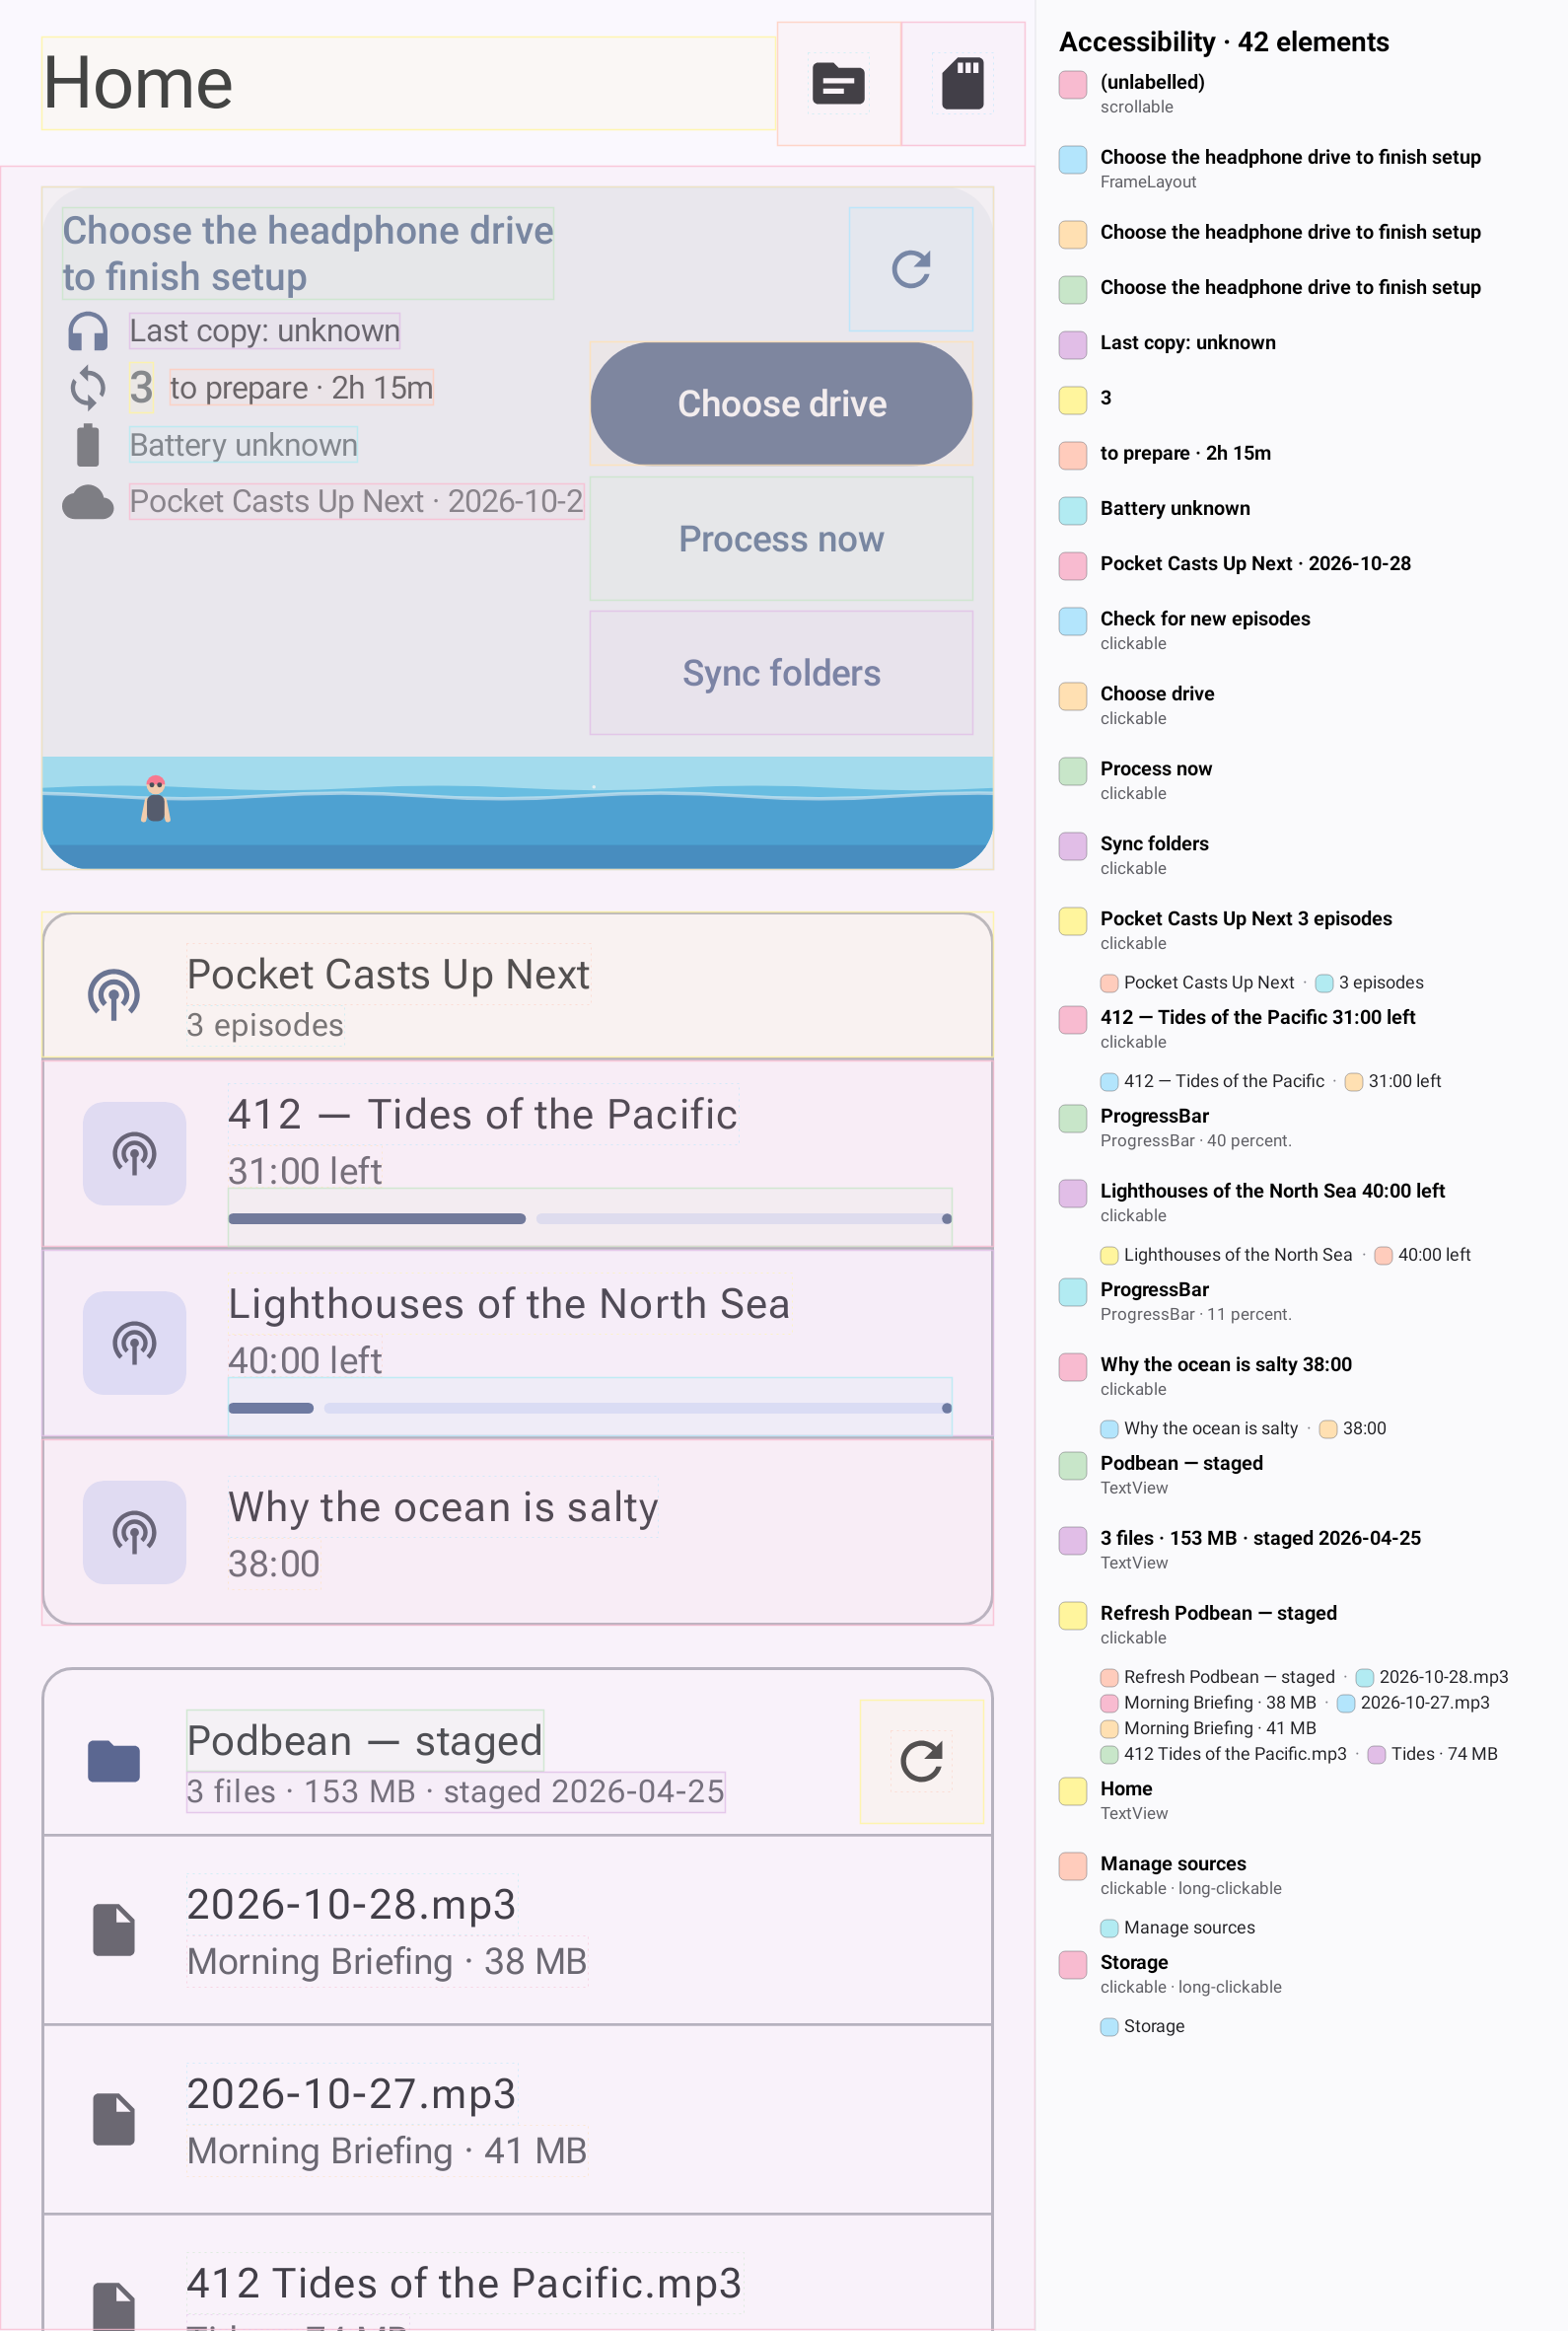 Home
Choose the headphone drive
to finish setup
Last copy: unknown
3 to prepare · 2h 15m
Battery unknown
Pocket Casts Up Next · 2026-10-2
Choose drive
Process now
Sync folders
Pocket Casts Up Next
3 episodes
412 — Tides of the Pacific
31:00 left
Lighthouses of the North Sea
40:00 left
Why the ocean is salty
38:00
Podbean — staged
3 files · 153 MB · staged 2026-04-25
2026-10-28.mp3
Morning Briefing · 38 MB
2026-10-27.mp3
Morning Briefing · 41 MB
412 Tides of the Pacific.mp3
Accessibility · 42 elements
(unlabelled)
scrollable
Choose the headphone drive to finish setup
FrameLayout
Choose the headphone drive to finish setup
Choose the headphone drive to finish setup
Last copy: unknown
3
to prepare · 2h 15m
Battery unknown
Pocket Casts Up Next · 2026-10-28
Check for new episodes
clickable
Choose drive
clickable
Process now
clickable
Sync folders
clickable
Pocket Casts Up Next 3 episodes
clickable
Pocket Casts Up Next · 3 episodes
412 — Tides of the Pacific 31:00 left
clickable
412 — Tides of the Pacific · 31:00 left
ProgressBar
ProgressBar · 40 percent.
Lighthouses of the North Sea 40:00 left
clickable
Lighthouses of the North Sea · 40:00 left
ProgressBar
ProgressBar · 11 percent.
Why the ocean is salty 38:00
clickable
Why the ocean is salty · 38:00
Podbean — staged
TextView
3 files · 153 MB · staged 2026-04-25
TextView
Refresh Podbean — staged
clickable
Refresh Podbean — staged · 2026-10-28.mp3
Morning Briefing · 38 MB · 2026-10-27.mp3
Morning Briefing · 41 MB
412 Tides of the Pacific.mp3 · Tides · 74 MB
Home
TextView
Manage sources
clickable · long-clickable
Manage sources
Storage
clickable · long-clickable
Storage